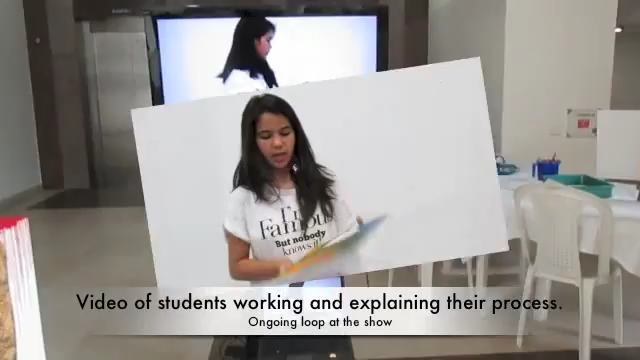 I'm
Famous
But nobody
knows it!
Video of students working and explaining their process.
Ongoing loop at the show